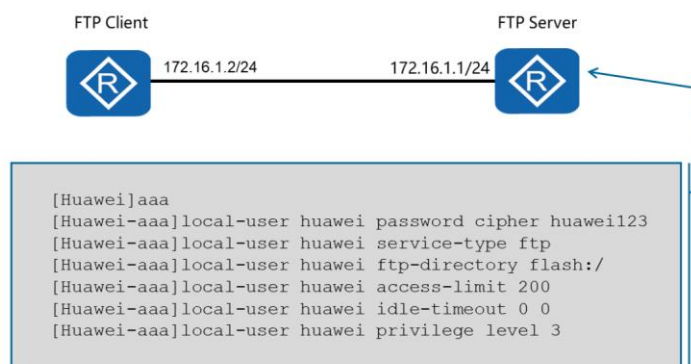 FTP Client
FTP Server
172.16.1.2/24
172.16.1.1/24
R
R
[Huawei]aaa
[Huawei-aaa]local-user huawei password cipher huawei123
[Huawei-aaa]local-user huawei service-type ftp
[Huawei-aaa]local-user huawei ftp-directory flash:/
[Huawei-aaa]local-user huawei access-limit 200
[Huawei-aaa]local-user huawei idle-timeout 0 0
[Huawei-aaa]local-user huawei privilege level 3